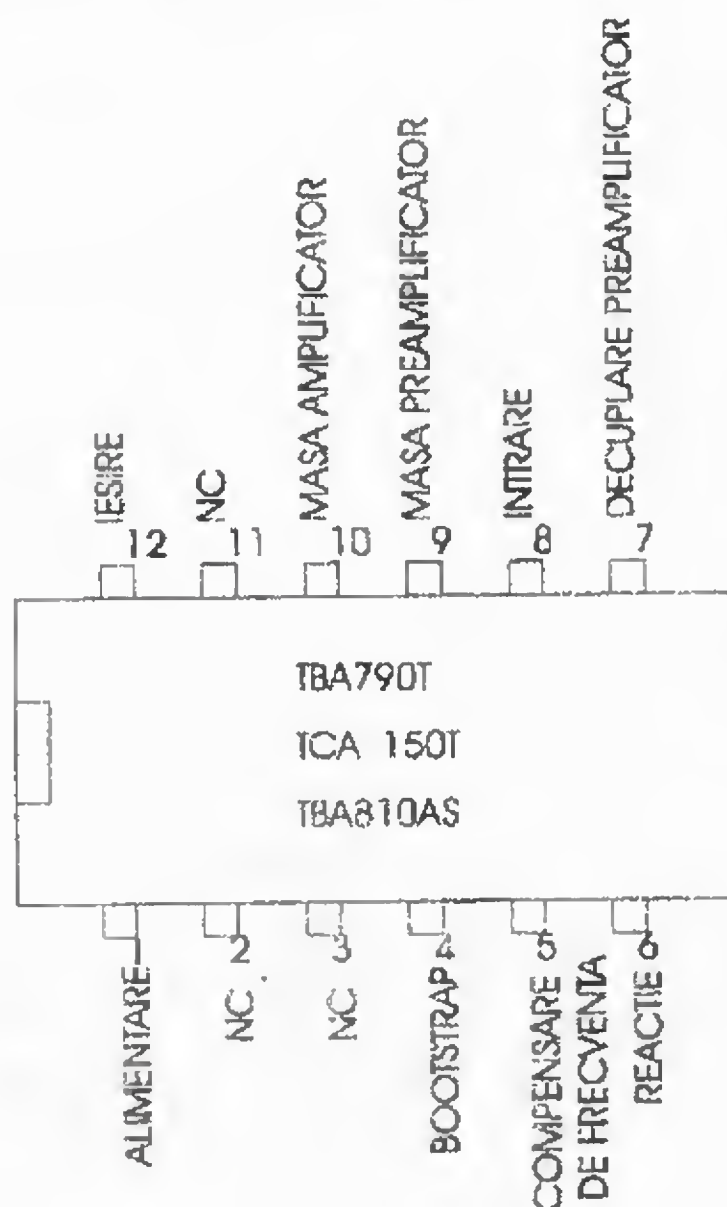 IESIRE
12
NC
11
MASA AMPLIFICATOR
10
MASA PREAMPLIFICATOR
9
INTRARE
8
DECUPLARE PREAMPLIFICATOR
7
TBA790T
TCA 150T
TBA810AS
ALIMENTARE 1
NC 2
NC 3
BOOTSTRAP 4
COMPENSARE 5
DE FRECVENTA
REACTIE 6